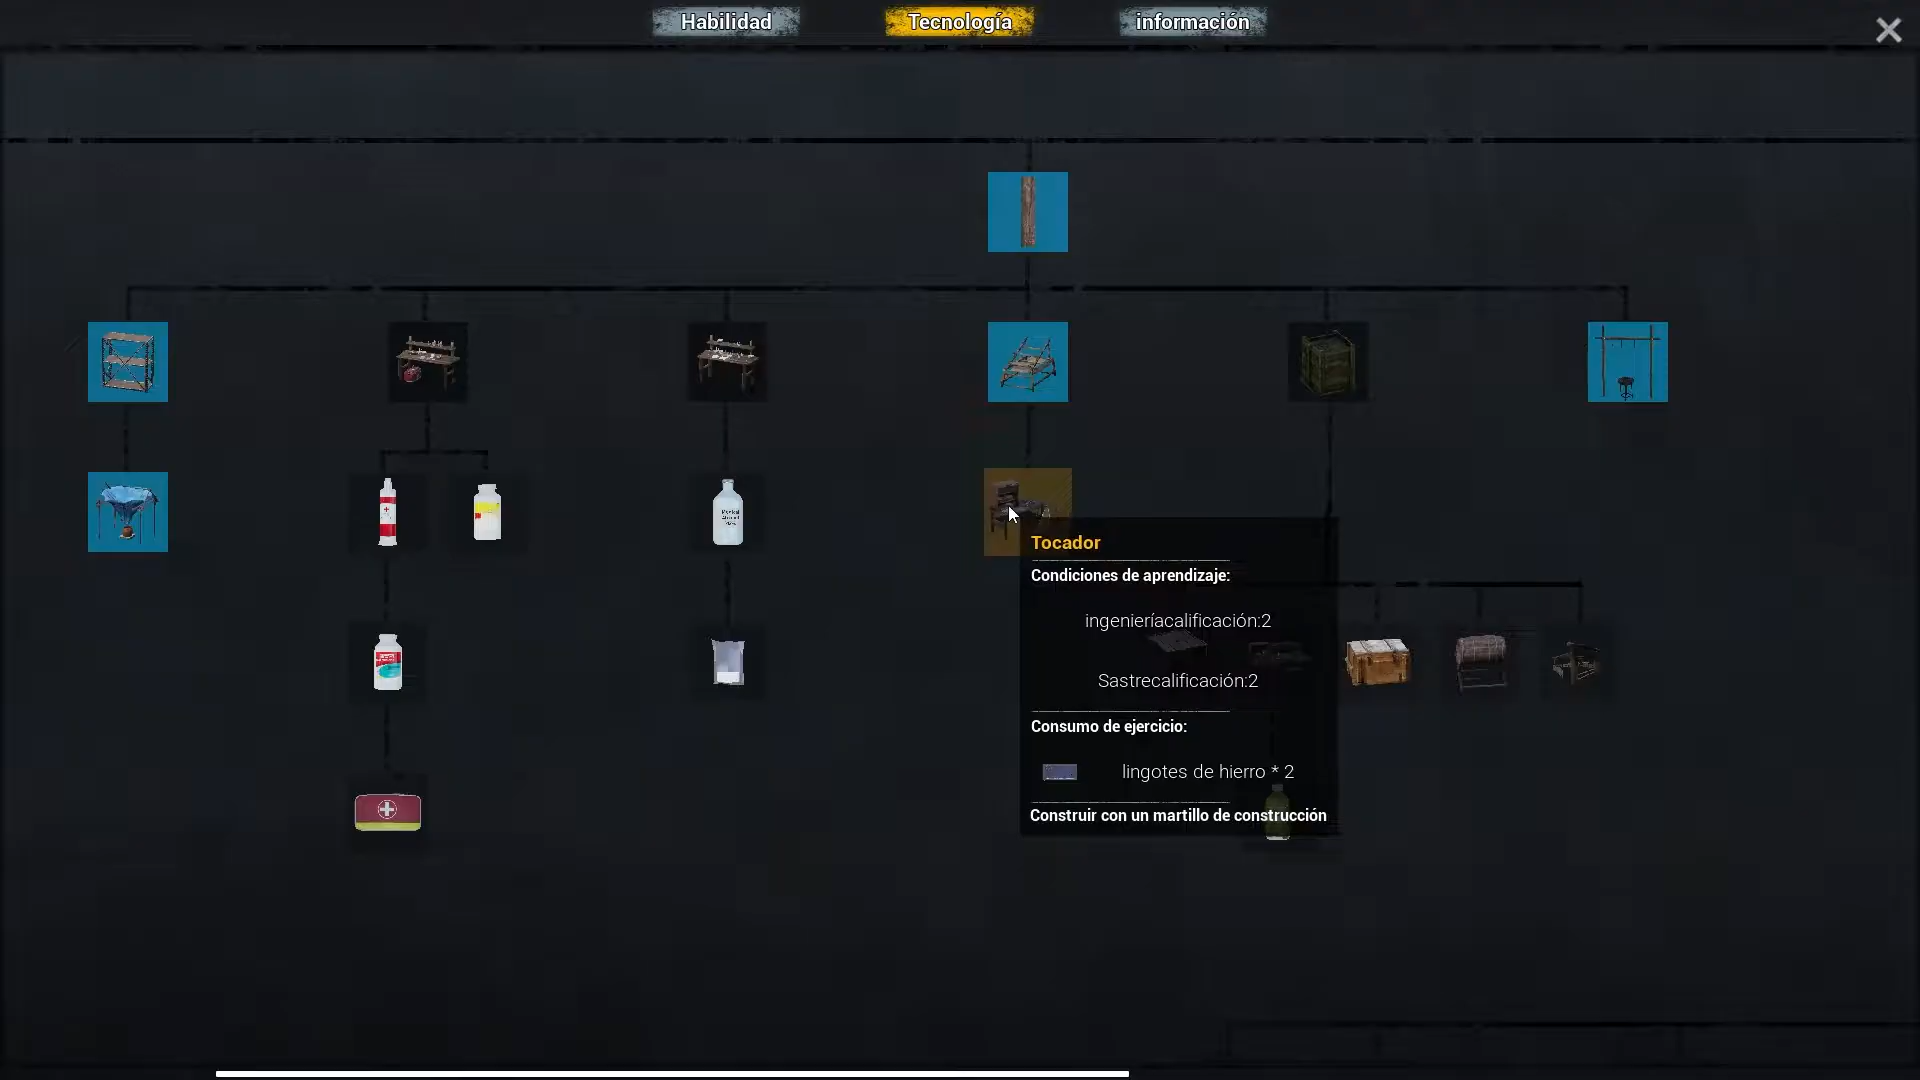 Habilidad
Tecnología
información
Tocador
Condiciones de aprendizaje:
ingenieríacalificación:2
Sastrecalificación:2
Consumo de ejercicio:
lingotes de hierro * 2
Construir con un martillo de construcción